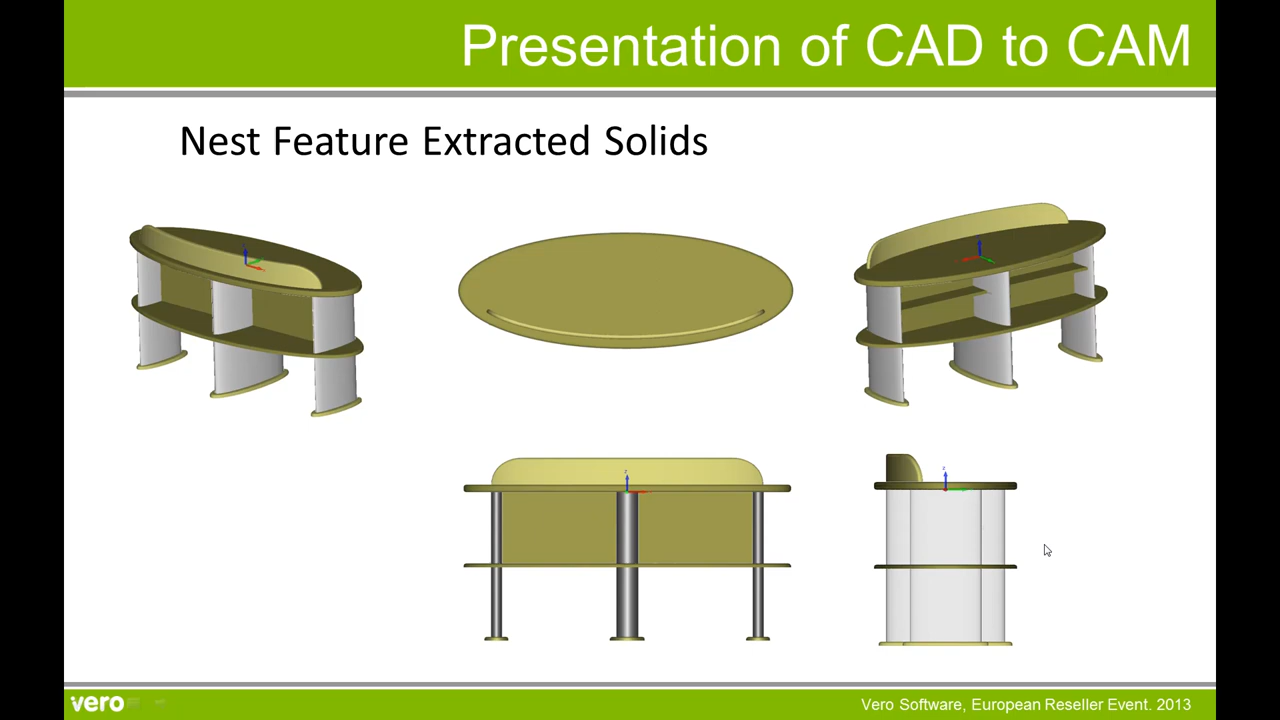 Presentation of CAD to CAM
Nest Feature Extracted Solids
z
z
vero
Vero Software, European Reseller Event. 2013